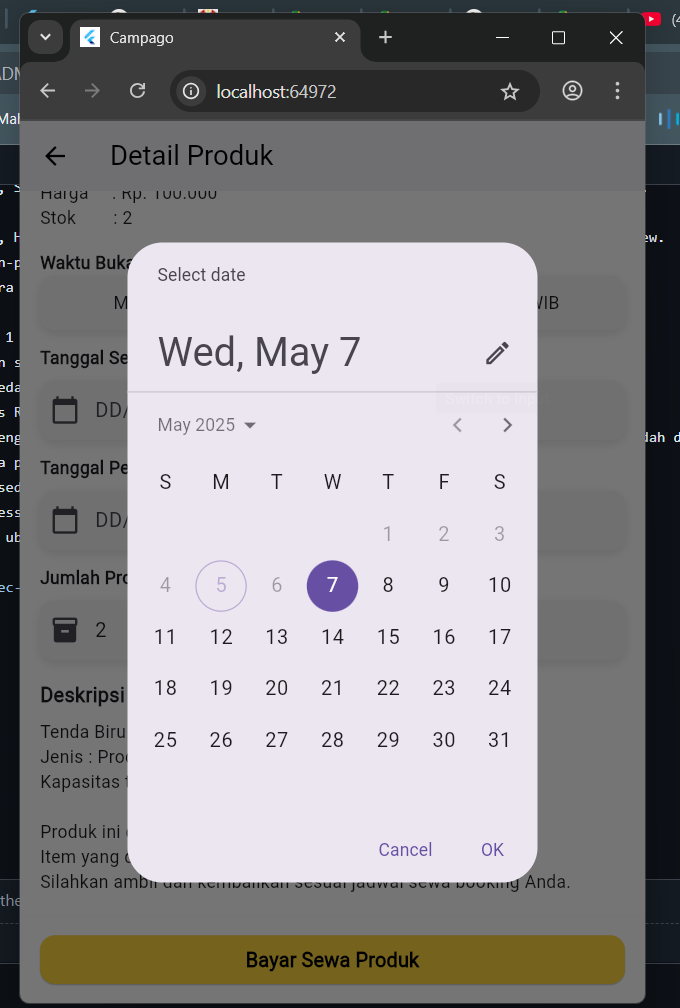 Campago
localhost:64972
Detail Produk
Harga : Rp. 100.000
Stok : 2
Waktu Buka
WIB
Tanggal Se
DD/
Tanggal Pe
DD/
Jumlah Pro
2
Deskripsi
Tenda Biru
Jenis : Pro
Kapasitas t
Produk ini
Item yang d
Silahkan ambil dan kembalikan sesuai jadwal sewa booking Anda.
Bayar Sewa Produk
Select date
Wed, May 7
May 2025
S M T W T F S
1 2 3
4 5 6 7 8 9 10
11 12 13 14 15 16 17
18 19 20 21 22 23 24
25 26 27 28 29 30 31
Cancel OK